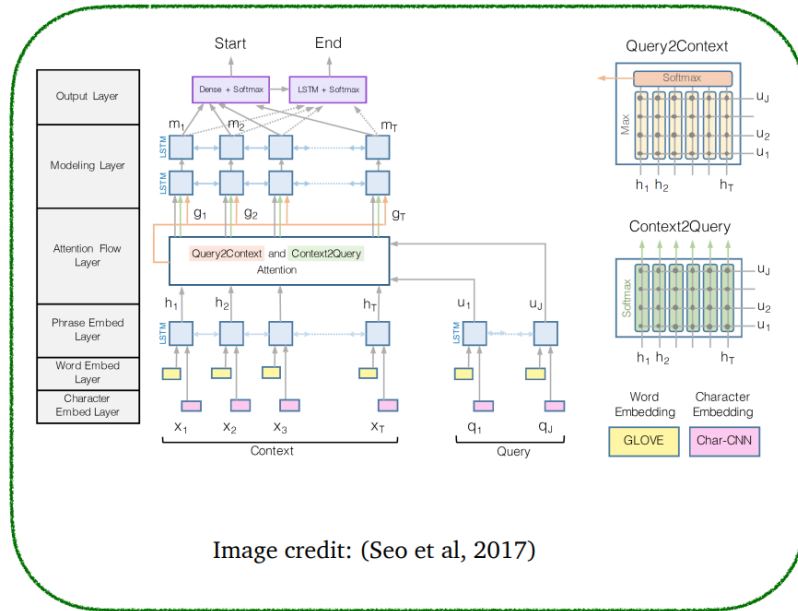 Start End
Query2Context
Output Layer
Dense + Softmax
LSTM + Softmax
m1 m2 mT
LSTM
Modeling Layer
LSTM
g1 g2 gT
Attention Flow
Layer
Query2Context and Context2Query
Attention
h1 h2 hT
u1 uJ
Phrase Embed
Layer
LSTM
LSTM
Word Embed
Layer
Character
Embed Layer
x1 x2 x3 xT
q1 qJ
Context
Query
Softmax
Max
uJ
u2
u1
h1 h2 hT
Context2Query
Softmax
uJ
u2
u1
h1 h2 hT
Word
Embedding
Character
Embedding
GLOVE
Char-CNN
Image credit: (Seo et al, 2017)